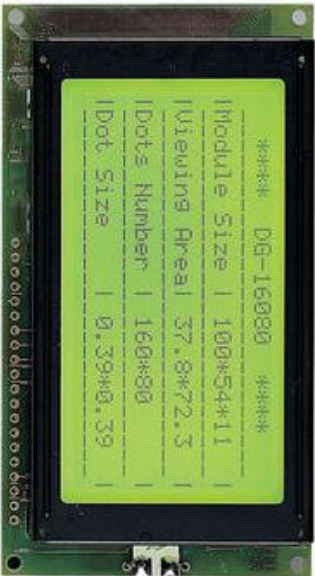 **** DG-16080 ****
|Module Size | 100*54*11 |
|Viewing Area| 37.8*72.3 |
|Dots Number | 160*80 |
|Dot Size | 0.39*0.39 |